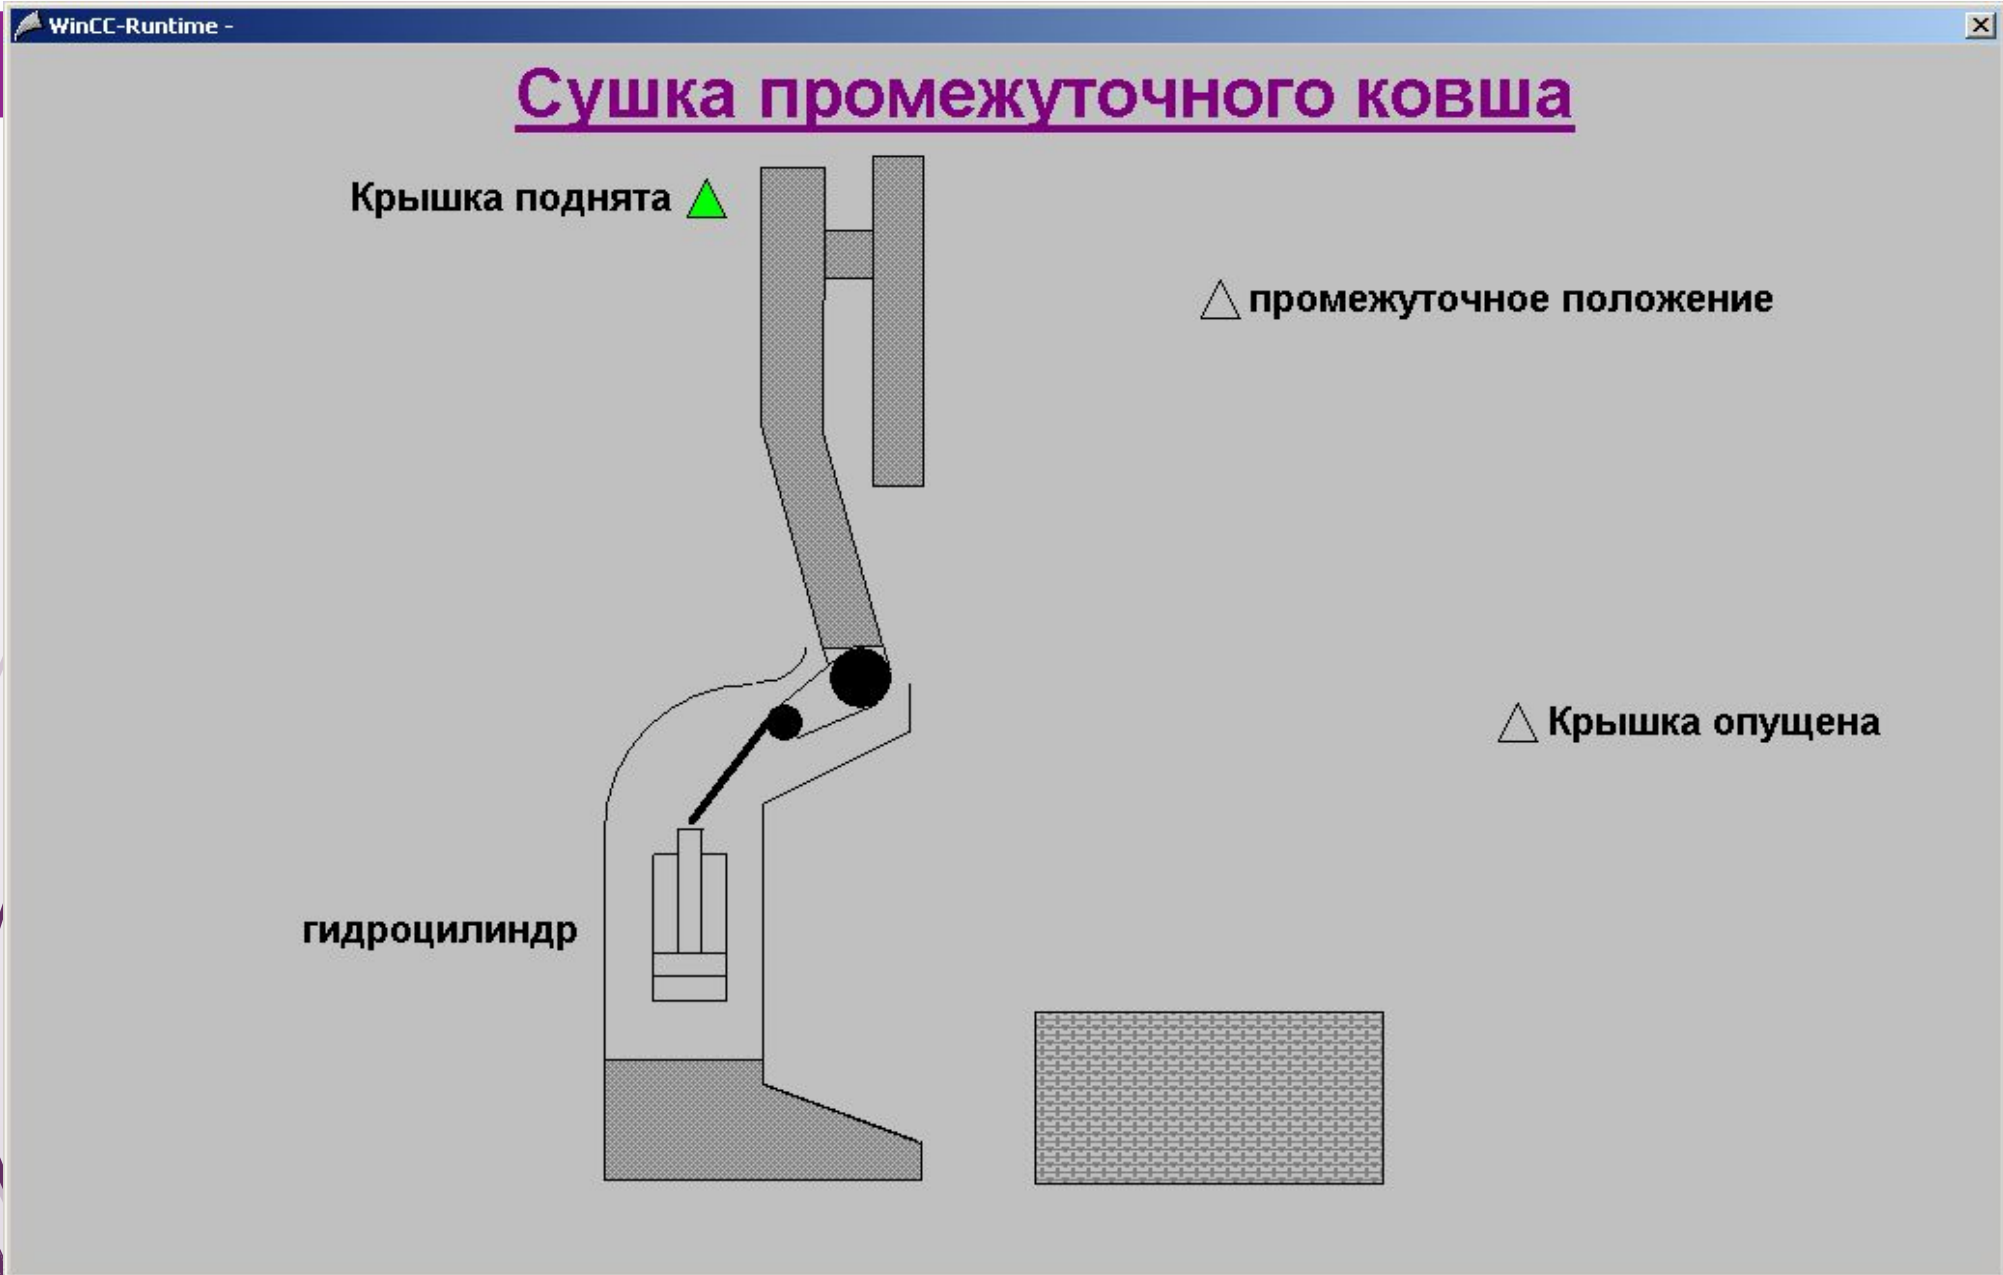 WinCC-Runtime -
Сушка промежуточного ковша
Крышка поднята
промежуточное положение
Крышка опущена
гидроцилиндр